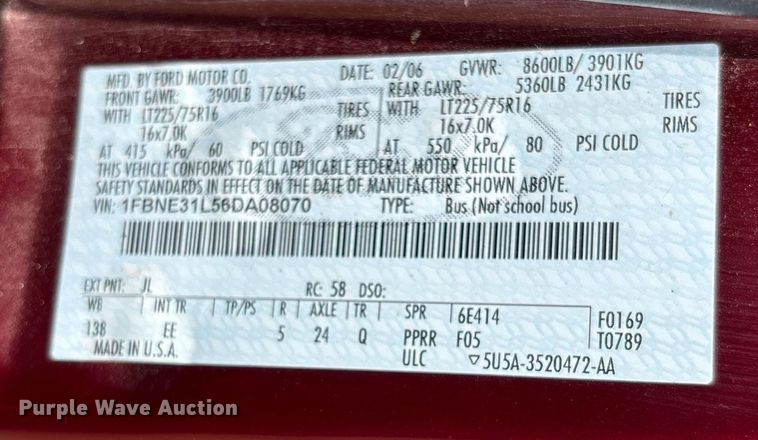 MFD. BY FORD MOTOR CO. DATE: 02/06 GVWR: 8600LB/ 3901KG
FRONT GAWR: 3900LB 1769KG REAR GAWR: 5360LB 2431KG
WITH LT225/75R16 TIRES WITH LT225/75R16 TIRES
16x7.0K RIMS 16x7.0K RIMS
AT 415 kPa/ 60 PSI COLD AT 550 kPa/ 80 PSI COLD
THIS VEHICLE CONFORMS TO ALL APPLICABLE FEDERAL MOTOR VEHICLE
SAFETY STANDARDS IN EFFECT ON THE DATE OF MANUFACTURE SHOWN ABOVE.
VIN: 1FBNE31L56DA08070 TYPE: Bus (Not school bus)
EXT PNT: JL RC: 58 DSO:
WB INT TR TP/PS R AXLE TR SPR 6E414 F0169
138 EE 5 24 Q PPRR F05 T0789
MADE IN U.S.A. ULC ▽5U5A-3520472-AA
Purple Wave Auction